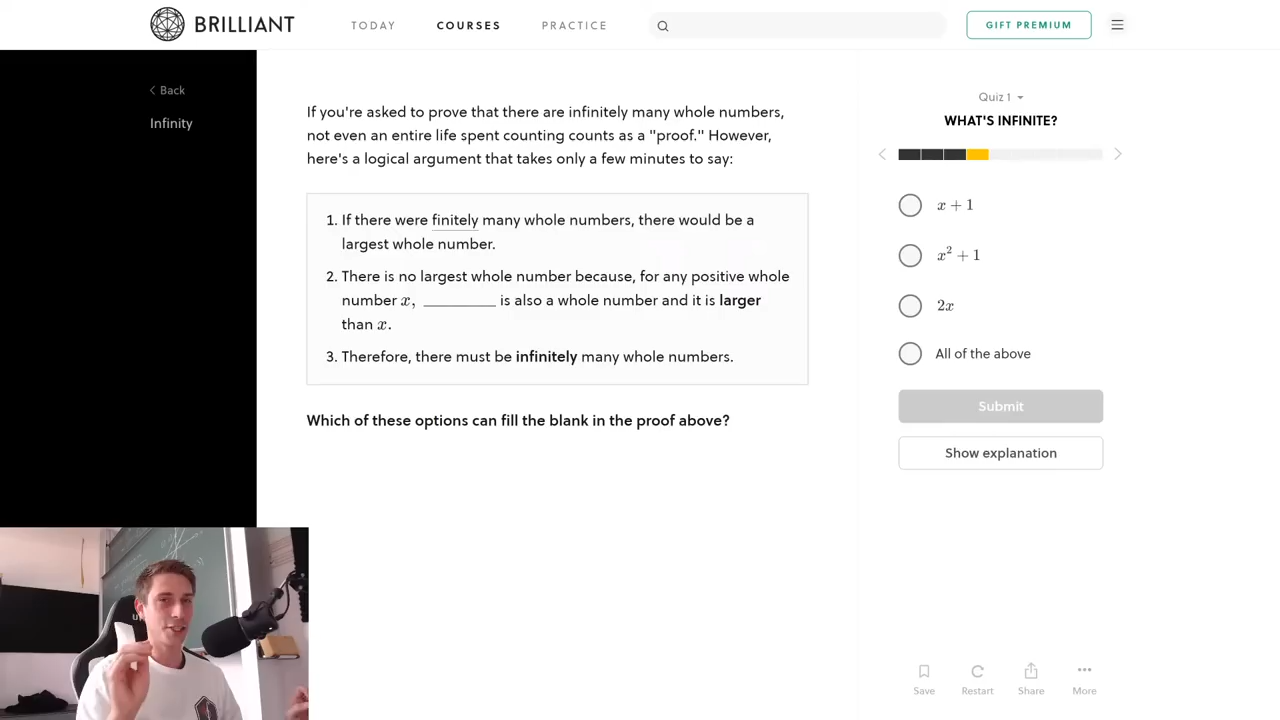 BRILLIANT
TODAY
COURSES
PRACTICE
GIFT PREMIUM
Back
Infinity
If you're asked to prove that there are infinitely many whole numbers,
not even an entire life spent counting counts as a "proof." However,
here's a logical argument that takes only a few minutes to say:
1. If there were finitely many whole numbers, there would be a
largest whole number.
2. There is no largest whole number because, for any positive whole
number x, ________ is also a whole number and it is larger
than x.
3. Therefore, there must be infinitely many whole numbers.
Which of these options can fill the blank in the proof above?
Quiz 1
WHAT'S INFINITE?
x + 1
x² + 1
2x
All of the above
Submit
Show explanation
Save
Restart
Share
More